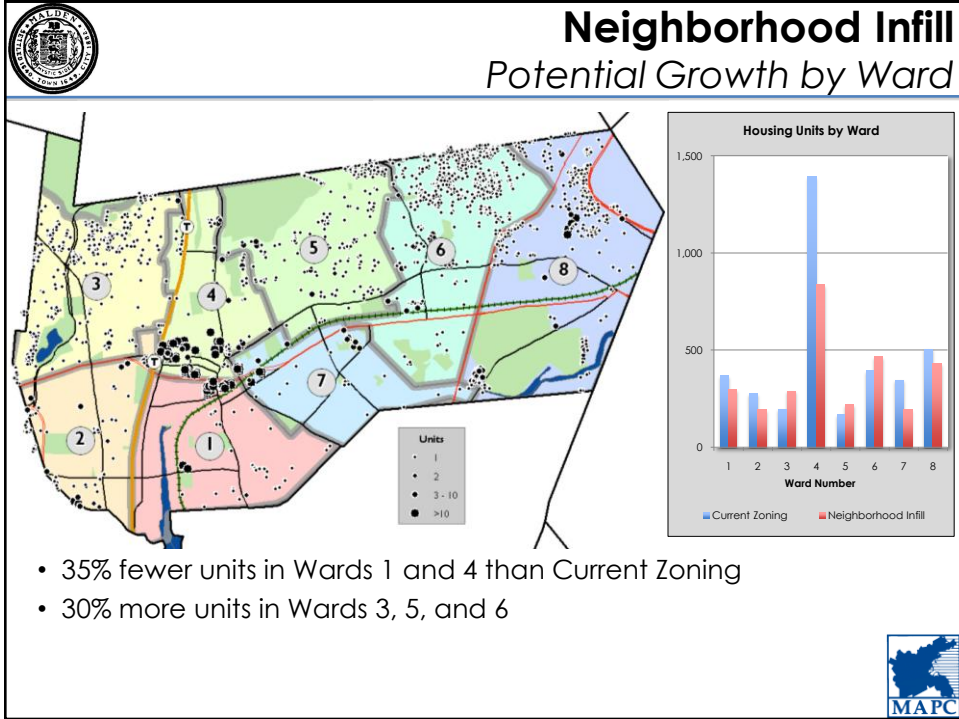 MALDEN
Neighborhood Infill
Potential Growth by Ward
T
5
6
3
8
4
T
7
2
1
Units
1
2
3 - 10
>10
Housing Units by Ward
1,500
1,000
500
0
1 2 3 4 5 6 7 8
Ward Number
Current Zoning Neighborhood Infill
• 35% fewer units in Wards 1 and 4 than Current Zoning
• 30% more units in Wards 3, 5, and 6
MAPC